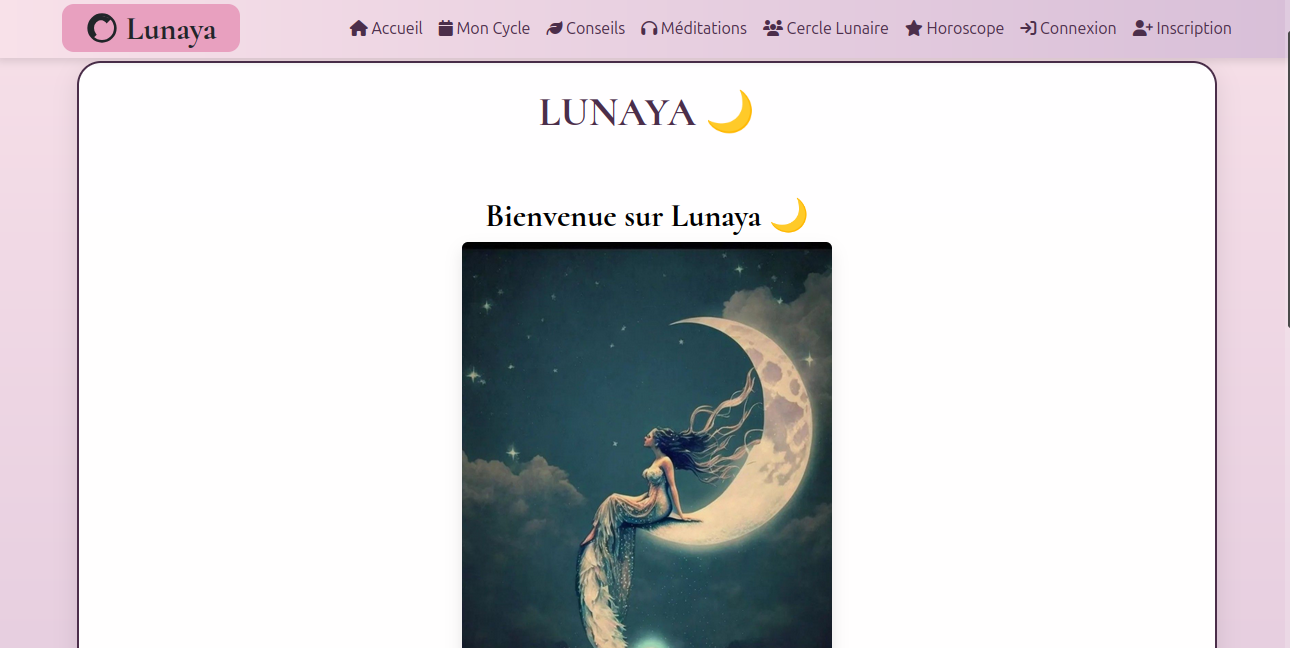 Lunaya
Accueil Mon Cycle Conseils Méditations Cercle Lunaire Horoscope Connexion Inscription
LUNAYA 🌙
Bienvenue sur Lunaya 🌙